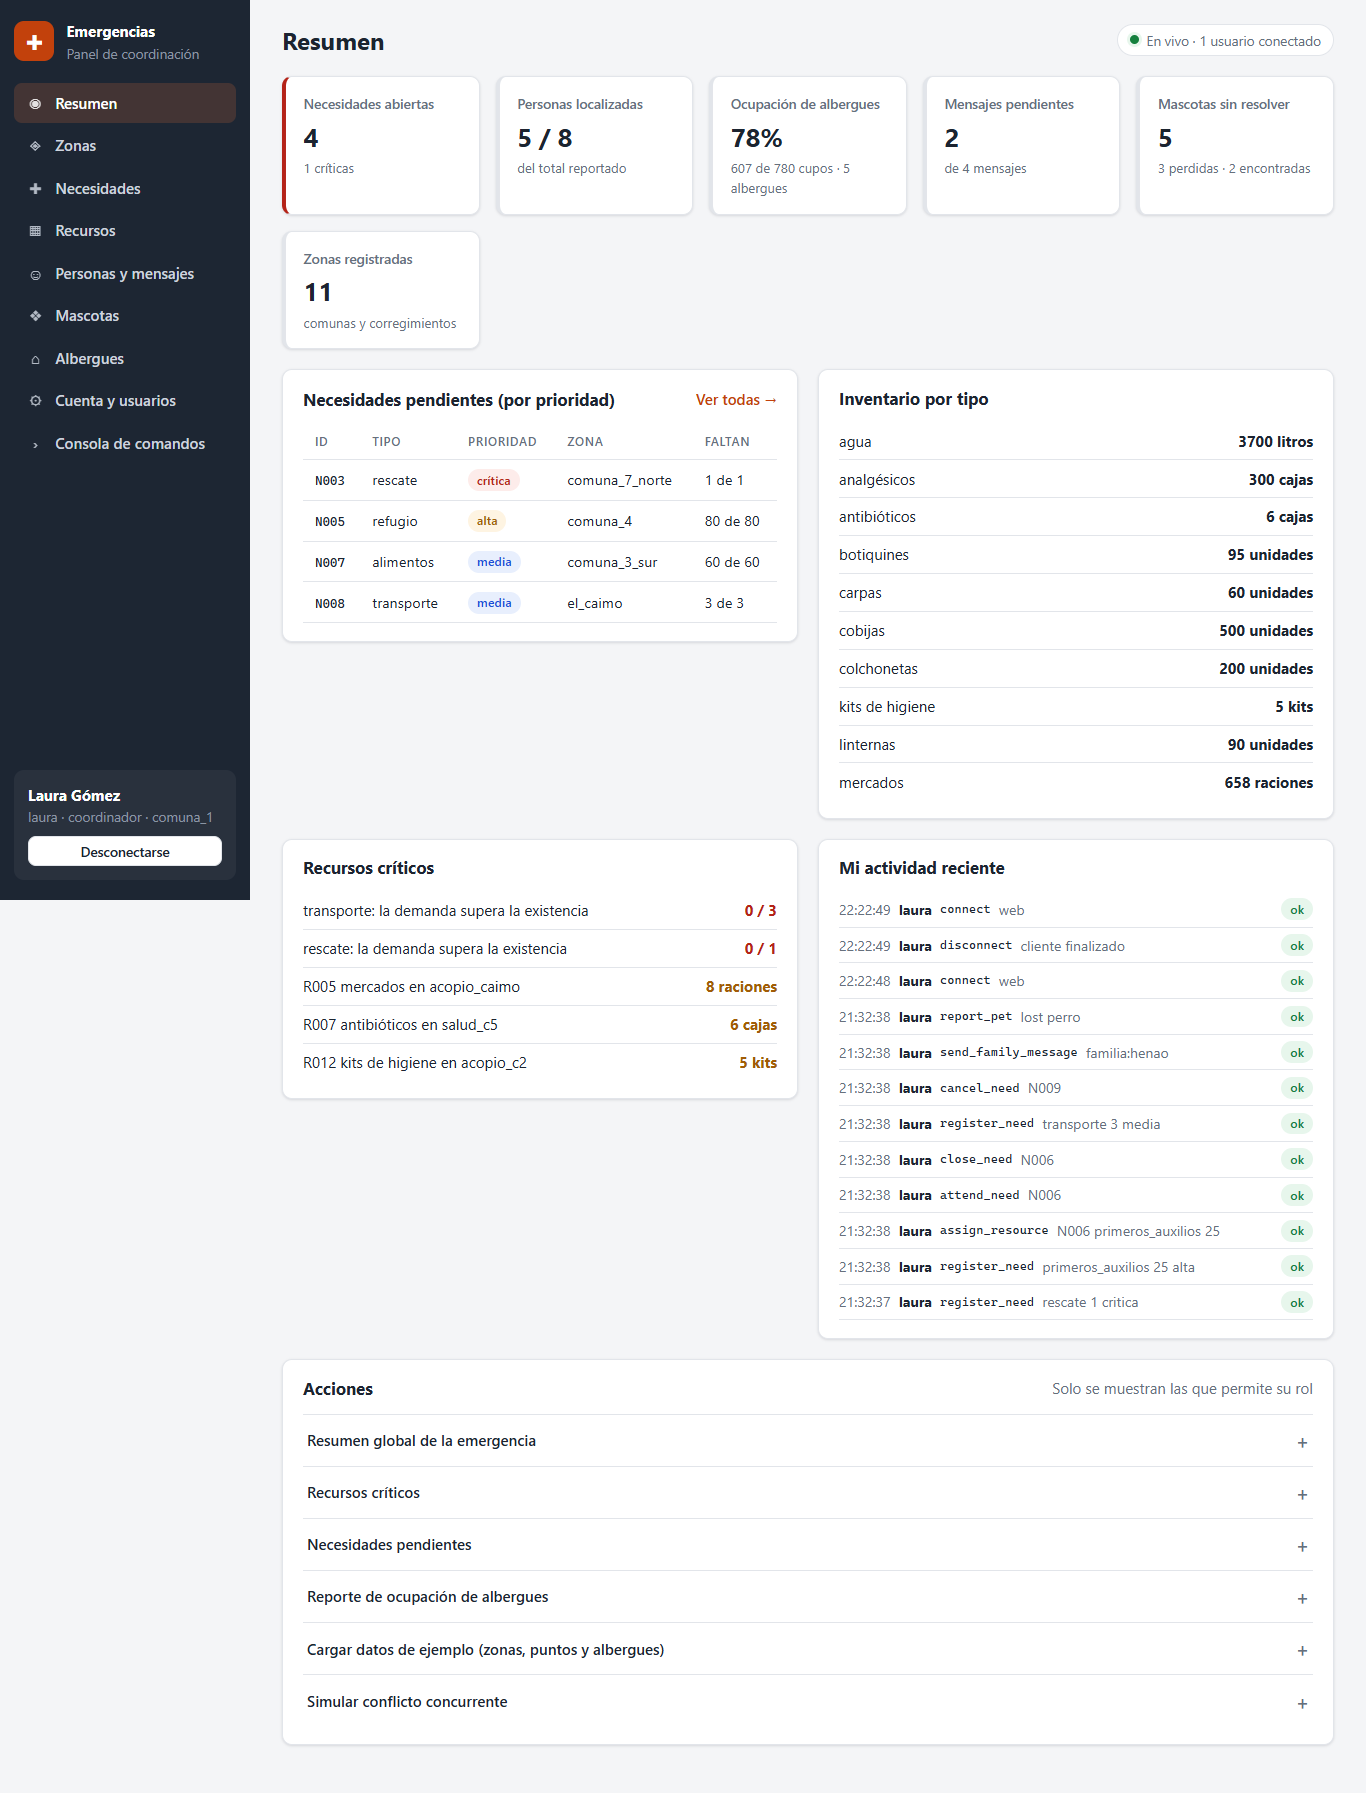 Emergencias
Panel de coordinación
Resumen
Zonas
Necesidades
Recursos
Personas y mensajes
Mascotas
Albergues
Cuenta y usuarios
Consola de comandos
Laura Gómez
laura · coordinador · comuna_1
Desconectarse
Resumen
En vivo · 1 usuario conectado
Necesidades abiertas
4
1 críticas
Personas localizadas
5 / 8
del total reportado
Ocupación de albergues
78%
607 de 780 cupos · 5
albergues
Mensajes pendientes
2
de 4 mensajes
Mascotas sin resolver
5
3 perdidas · 2 encontradas
Zonas registradas
11
comunas y corregimientos
Necesidades pendientes (por prioridad) Ver todas →
ID TIPO PRIORIDAD ZONA FALTAN
N003 rescate crítica comuna_7_norte 1 de 1
N005 refugio alta comuna_4 80 de 80
N007 alimentos media comuna_3_sur 60 de 60
N008 transporte media el_caimo 3 de 3
Inventario por tipo
agua 3700 litros
analgésicos 300 cajas
antibióticos 6 cajas
botiquines 95 unidades
carpas 60 unidades
cobijas 500 unidades
colchonetas 200 unidades
kits de higiene 5 kits
linternas 90 unidades
mercados 658 raciones
Recursos críticos
transporte: la demanda supera la existencia 0 / 3
rescate: la demanda supera la existencia 0 / 1
R005 mercados en acopio_caimo 8 raciones
R007 antibióticos en salud_c5 6 cajas
R012 kits de higiene en acopio_c2 5 kits
Mi actividad reciente
22:22:49 laura connect web ok
22:22:49 laura disconnect cliente finalizado ok
22:22:48 laura connect web ok
21:32:38 laura report_pet lost perro ok
21:32:38 laura send_family_message familia:henao ok
21:32:38 laura cancel_need N009 ok
21:32:38 laura register_need transporte 3 media ok
21:32:38 laura close_need N006 ok
21:32:38 laura attend_need N006 ok
21:32:38 laura assign_resource N006 primeros_auxilios 25 ok
21:32:38 laura register_need primeros_auxilios 25 alta ok
21:32:37 laura register_need rescate 1 critica ok
Acciones Solo se muestran las que permite su rol
Resumen global de la emergencia +
Recursos críticos +
Necesidades pendientes +
Reporte de ocupación de albergues +
Cargar datos de ejemplo (zonas, puntos y albergues) +
Simular conflicto concurrente +